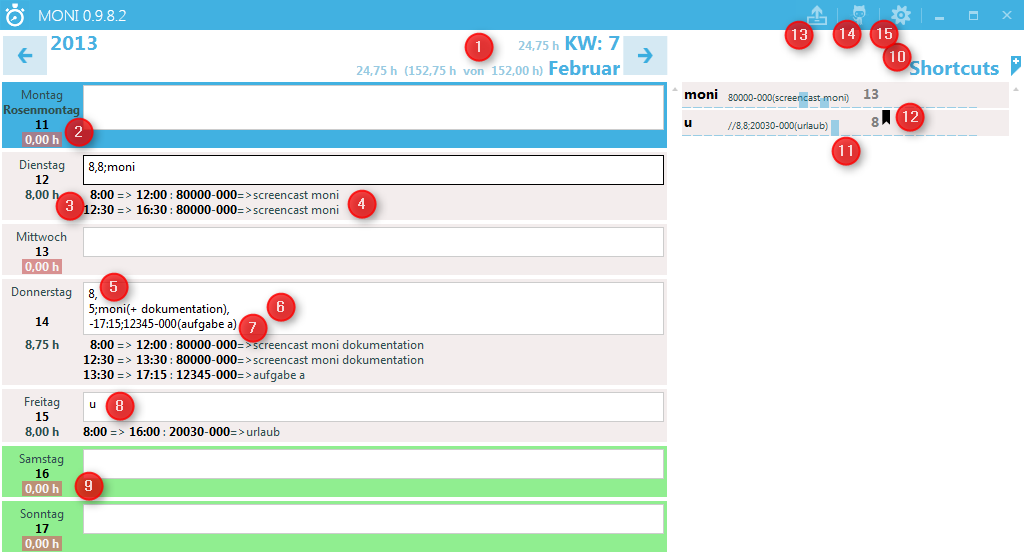 MONI 0.9.8.2
13
14
15
2013
1
24,75 h KW: 7
24,75 h (152,75 h von 152,00 h) Februar
10
Shortcuts
Montag
Rosenmontag
11
0,00 h
2
moni 80000-000(screencast moni) 13
u //8,8;20030-000(urlaub) 8
12
11
Dienstag
12
8,00 h
8,8;moni
3
8:00 => 12:00 : 80000-000=>screencast moni
12:30 => 16:30 : 80000-000=>screencast moni
4
Mittwoch
13
0,00 h
Donnerstag
14
8,75 h
8,
5
5;moni(+ dokumentation),
6
-17:15;12345-000(aufgabe a)
7
8:00 => 12:00 : 80000-000=>screencast moni dokumentation
12:30 => 13:30 : 80000-000=>screencast moni dokumentation
13:30 => 17:15 : 12345-000=>aufgabe a
Freitag
15
8,00 h
u
8
8:00 => 16:00 : 20030-000=>urlaub
Samstag
16
0,00 h
9
Sonntag
17
0,00 h